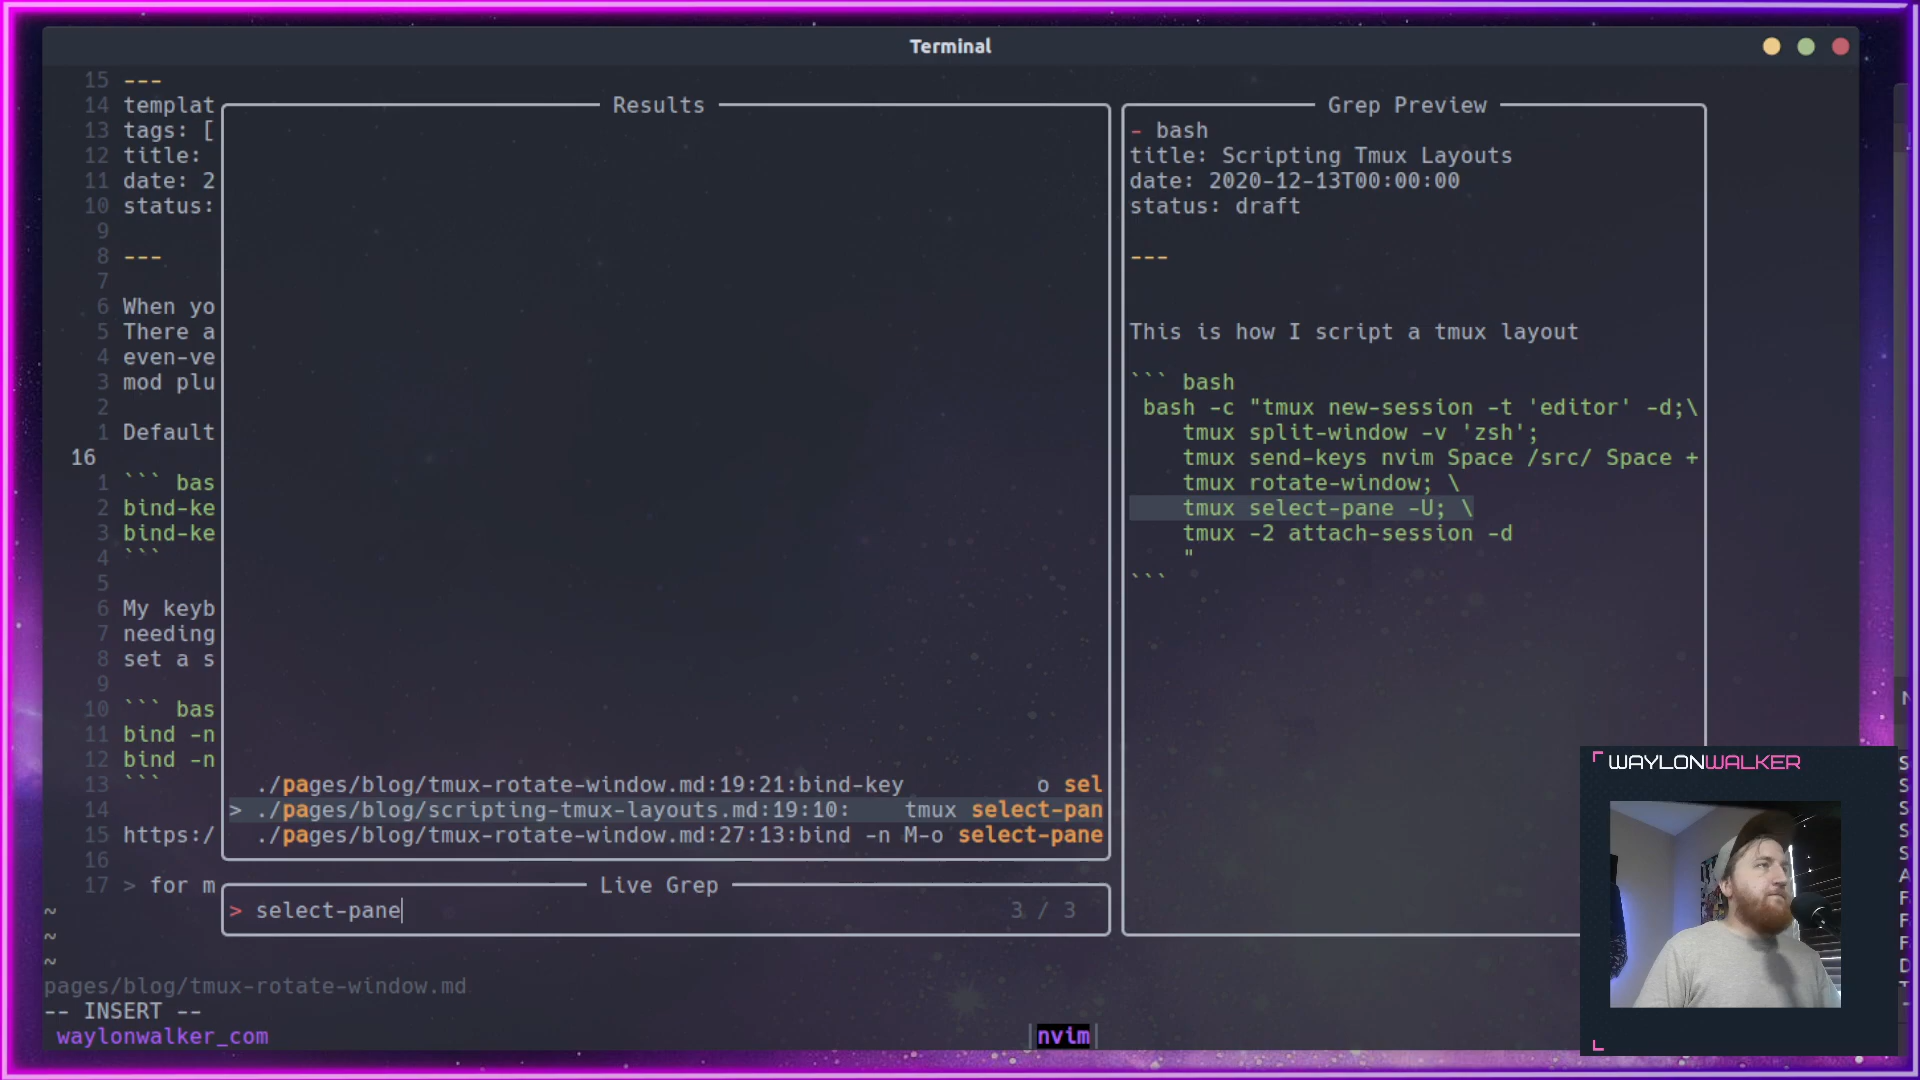 Terminal
15 ---
14 templat
13 tags: [
12 title:
11 date: 2
10 status:
9
8 ---
7
6 When yo
5 There a
4 even-ve
3 mod plu
2
1 Default
16
1 ``` bas
2 bind-ke
3 bind-ke
4 ```
5
6 My keyb
7 needing
8 set a s
9
10 ``` bas
11 bind -n
12 bind -n
13 ```
14
15 https:/
16
17 > for m
~
~
~
Results
./pages/blog/tmux-rotate-window.md:19:21:bind-key o sel
> ./pages/blog/scripting-tmux-layouts.md:19:10: tmux select-pan
./pages/blog/tmux-rotate-window.md:27:13:bind -n M-o select-pane
Live Grep
> select-pane 3 / 3
Grep Preview
- bash
title: Scripting Tmux Layouts
date: 2020-12-13T00:00:00
status: draft
---
This is how I script a tmux layout
``` bash
bash -c "tmux new-session -t 'editor' -d;\
tmux split-window -v 'zsh';
tmux send-keys nvim Space /src/ Space +
tmux rotate-window; \
tmux select-pane -U; \
tmux -2 attach-session -d
"
```
pages/blog/tmux-rotate-window.md
-- INSERT --
waylonwalker_com |nvim|
WAYLONWALKER
N
S
S
S
S
A
F
F
F
D